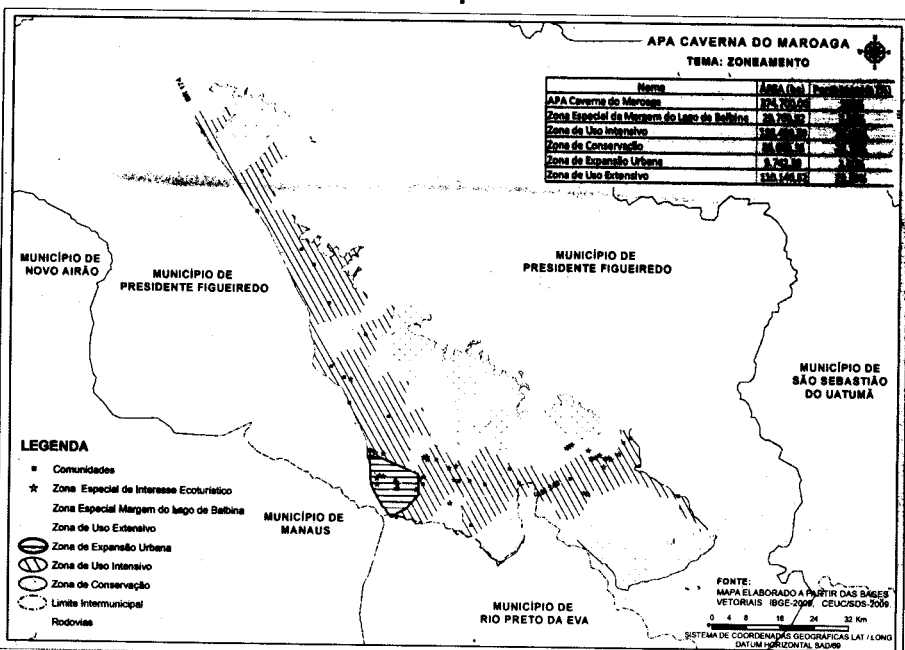 APA CAVERNA DO MAROAGA
TEMA: ZONEAMENTO
Nome
APA Caverna do Maroaga
Zona Especial da Margem do Lago de Balbina
Zona de Uso Intensivo
Zona de Conservação
Zona de Expansão Urbana
Zona de Uso Extensivo
BR 174
MUNICÍPIO DE
NOVO AIRÃO
MUNICÍPIO DE
PRESIDENTE FIGUEIREDO
MUNICÍPIO DE
PRESIDENTE FIGUEIREDO
MUNICÍPIO DE
SÃO SEBASTIÃO
DO UATUMÃ
MUNICÍPIO DE
MANAUS
MUNICÍPIO DE
RIO PRETO DA EVA
LEGENDA
Comunidades
Zona Especial de Interesse Ecoturístico
Zona Especial Margem do Lago de Balbina
Zona de Uso Extensivo
Zona de Expansão Urbana
Zona de Uso Intensivo
Zona de Conservação
Limite Intermunicipal
Rodovias
FONTE:
MAPA ELABORADO A PARTIR DAS BASES
VETORIAIS IBGE-2009, CEUC/SDS-2009.
0 4 8 16 24 32 Km
SISTEMA DE COORDENADAS GEOGRÁFICAS LAT / LONG
DATUM HORIZONTAL SAD/69